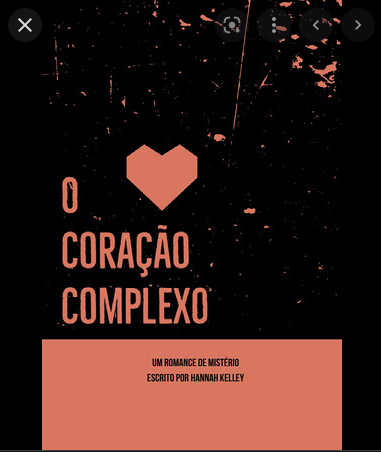 O
CORAÇÃO
COMPLEXO
UM ROMANCE DE MISTÉRIO
ESCRITO POR HANNAH KELLEY